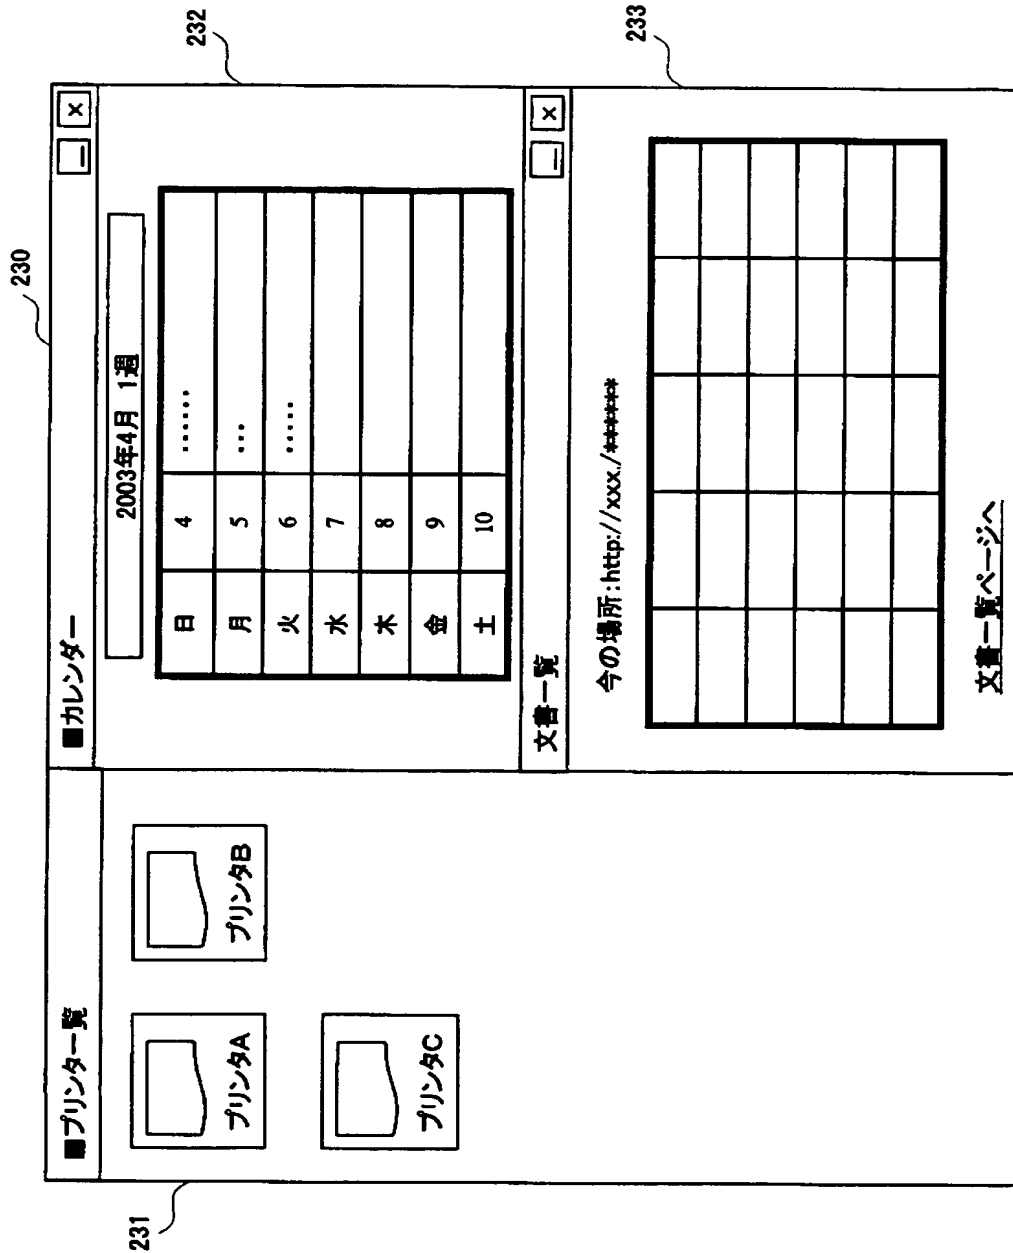 230
■プリンタ一覧
プリンタA
プリンタB
プリンタC
231
■カレンダー
_ ×
2003年4月 1週
日 4 ……
月 5 …
火 6 …‥
水 7
木 8
金 9
土 10
232
文書一覧
_ ×
今の場所:http://xxx./******
文書一覧ページへ
233